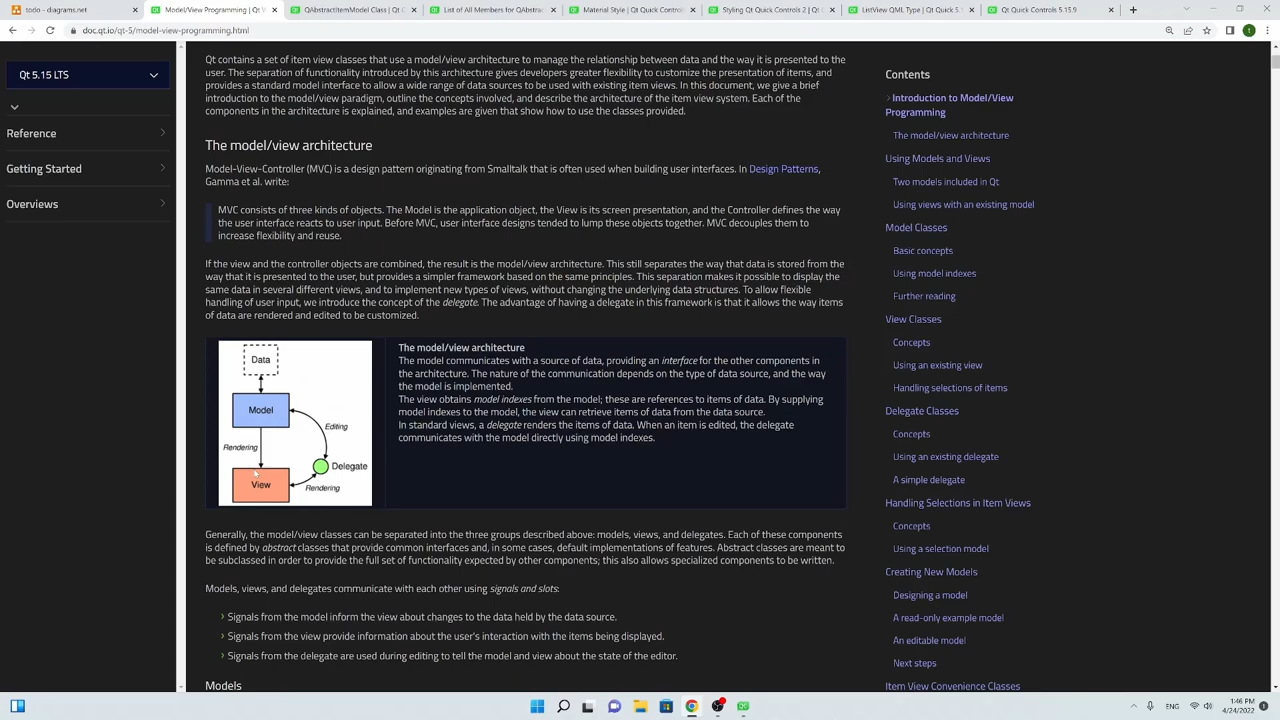 todo - diagrams.net
Model/View Programming | Qt W
QAbstractItemModel Class | Qt C
List of All Members for QAbstrac
Material Style | Qt Quick Control
Styling Qt Quick Controls 2 | Qt Q
ListView QML Type | Qt Quick 5.1
Qt Quick Controls 5.15.9
doc.qt.io/qt-5/model-view-programming.html
Qt 5.15 LTS
Reference
Getting Started
Overviews
Qt contains a set of item view classes that use a model/view architecture to manage the relationship between data and the way it is presented to the
user. The separation of functionality introduced by this architecture gives developers greater flexibility to customize the presentation of items, and
provides a standard model interface to allow a wide range of data sources to be used with existing item views. In this document, we give a brief
introduction to the model/view paradigm, outline the concepts involved, and describe the architecture of the item view system. Each of the
components in the architecture is explained, and examples are given that show how to use the classes provided.
The model/view architecture
Model-View-Controller (MVC) is a design pattern originating from Smalltalk that is often used when building user interfaces. In Design Patterns,
Gamma et al. write:
MVC consists of three kinds of objects. The Model is the application object, the View is its screen presentation, and the Controller defines the way
the user interface reacts to user input. Before MVC, user interface designs tended to lump these objects together. MVC decouples them to
increase flexibility and reuse.
If the view and the controller objects are combined, the result is the model/view architecture. This still separates the way that data is stored from the
way that it is presented to the user, but provides a simpler framework based on the same principles. This separation makes it possible to display the
same data in several different views, and to implement new types of views, without changing the underlying data structures. To allow flexible
handling of user input, we introduce the concept of the delegate. The advantage of having a delegate in this framework is that it allows the way items
of data are rendered and edited to be customized.
Data
Model
Editing
Rendering
Delegate
View
Rendering
The model/view architecture
The model communicates with a source of data, providing an interface for the other components in
the architecture. The nature of the communication depends on the type of data source, and the way
the model is implemented.
The view obtains model indexes from the model; these are references to items of data. By supplying
model indexes to the model, the view can retrieve items of data from the data source.
In standard views, a delegate renders the items of data. When an item is edited, the delegate
communicates with the model directly using model indexes.
Generally, the model/view classes can be separated into the three groups described above: models, views, and delegates. Each of these components
is defined by abstract classes that provide common interfaces and, in some cases, default implementations of features. Abstract classes are meant to
be subclassed in order to provide the full set of functionality expected by other components; this also allows specialized components to be written.
Models, views, and delegates communicate with each other using signals and slots:
Signals from the model inform the view about changes to the data held by the data source.
Signals from the view provide information about the user's interaction with the items being displayed.
Signals from the delegate are used during editing to tell the model and view about the state of the editor.
Models
Contents
Introduction to Model/View
Programming
The model/view architecture
Using Models and Views
Two models included in Qt
Using views with an existing model
Model Classes
Basic concepts
Using model indexes
Further reading
View Classes
Concepts
Using an existing view
Handling selections of items
Delegate Classes
Concepts
Using an existing delegate
A simple delegate
Handling Selections in Item Views
Concepts
Using a selection model
Creating New Models
Designing a model
A read-only example model
An editable model
Next steps
Item View Convenience Classes
ENG
1:46 PM
4/24/2022